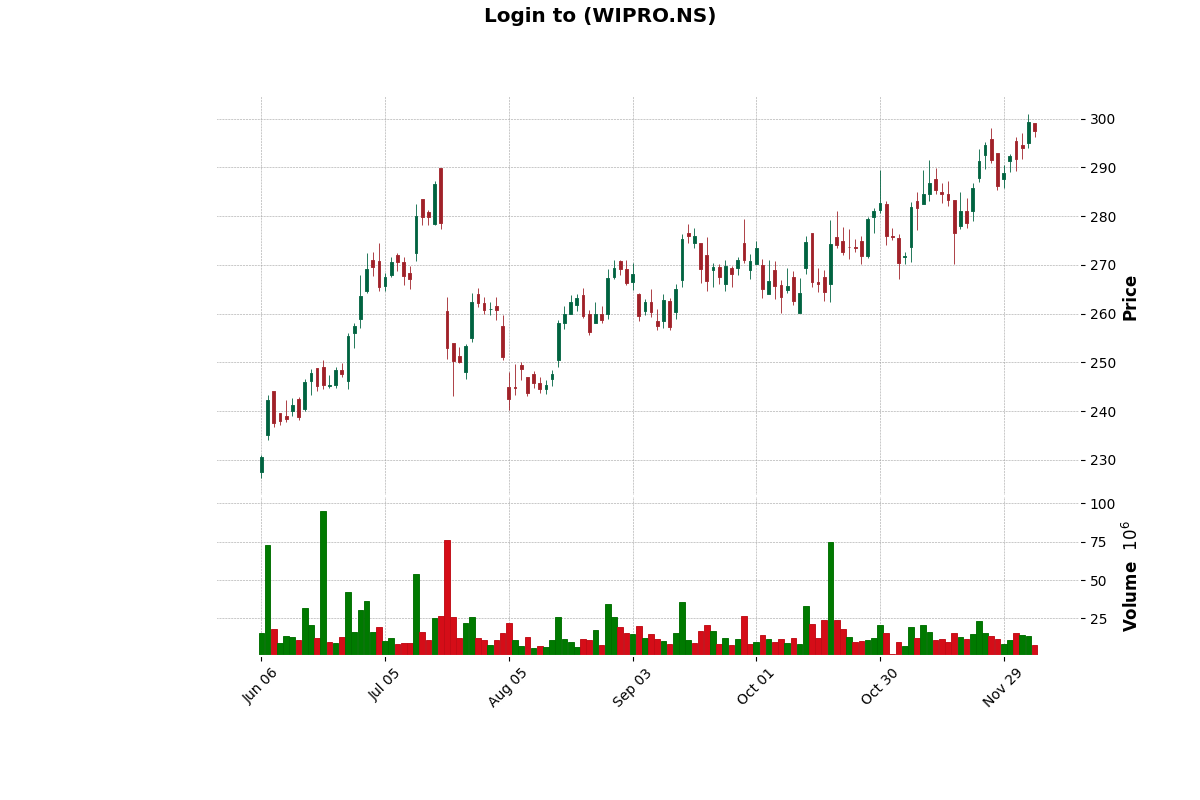 Login to (WIPRO.NS)
300
290
280
270
260
250
240
230
Price
100
75
50
25
Volume 10^6
Jun 06
Jul 05
Aug 05
Sep 03
Oct 01
Oct 30
Nov 29